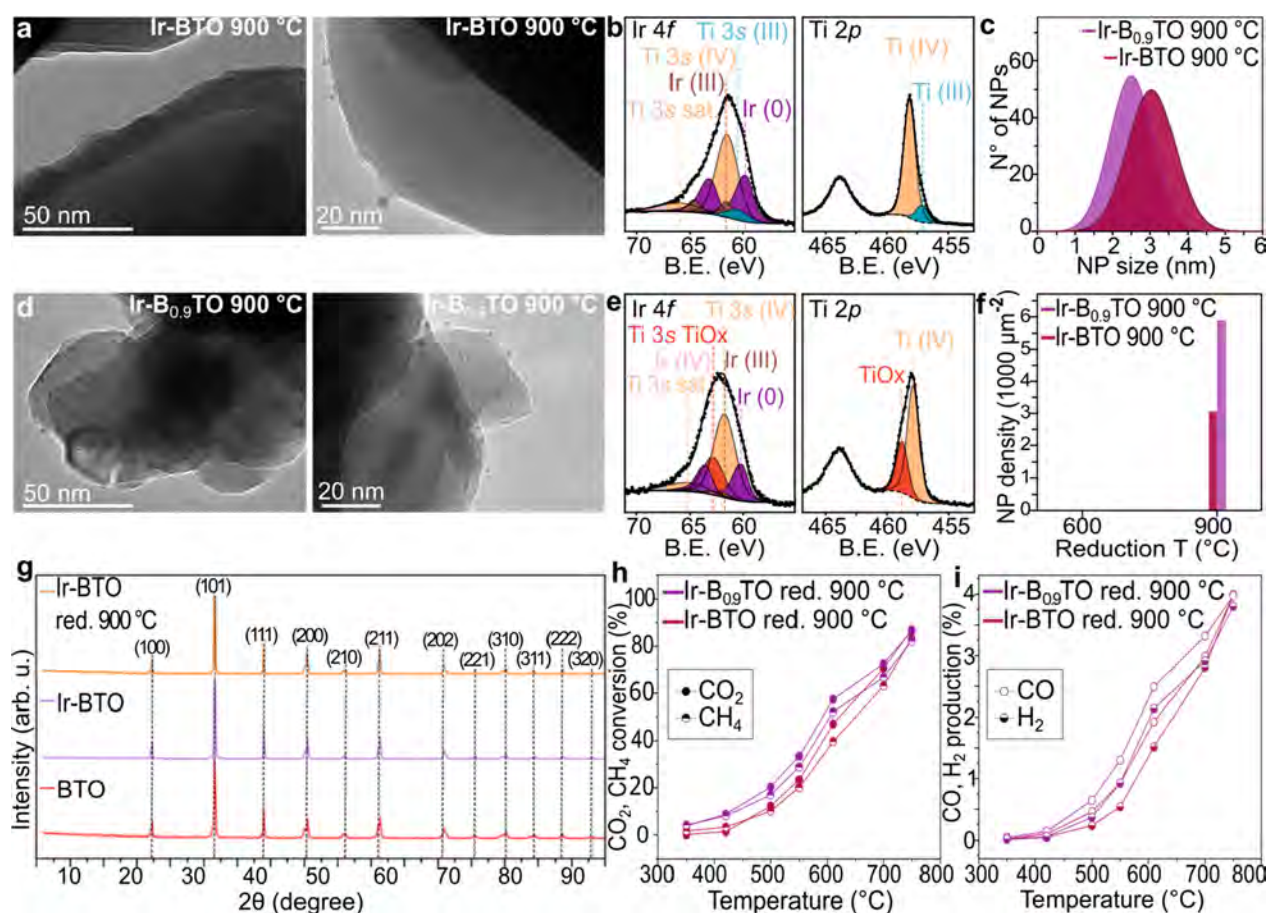 a
Ir-BTO 900 °C
50 nm
Ir-BTO 900 °C
20 nm
b
Ir 4f
Ti 3s (III)
Ti 3s (IV)
Ir (III)
Ti 3s sat.
Ir (0)
70 65 60
B.E. (eV)
Ti 2p
Ti (IV)
Ti (III)
465 458 455
B.E. (eV)
c
Ir-B0.9TO 900 °C
Ir-BTO 900 °C
N° of NPs
60
40
20
0
0 1 2 3 4 5 6
NP size (nm)
d
Ir-B0.9TO 900 °C
50 nm
TO 900 °C
20 nm
e
Ir 4f
Ti 3s (IV)
Ti 3s TiOx
(IV)
Ir (III)
Ti 3s sat.
Ir (0)
70 65 60
B.E. (eV)
Ti 2p
Ti (IV)
TiOx
465 458 455
B.E. (eV)
f
Ir-B0.9TO 900 °C
Ir-BTO 900 °C
NP density (1000 µm-2)
6
5
4
3
2
1
0
600 900
Reduction T (°C)
g
Ir-BTO
red. 900 °C
Ir-BTO
BTO
(100)
(101)
(111)
(200)
(210)
(211)
(202)
(221)
(310)
(311)
(222)
(320)
Intensity (arb. u.)
10 20 30 40 50 60 70 80 90
2θ (degree)
h
Ir-B0.9TO red. 900 °C
Ir-BTO red. 900 °C
CO2
CH4
CO2, CH4 conversion (%)
100
80
60
40
20
0
300 400 500 600 700 800
Temperature (°C)
i
Ir-B0.9TO red. 900 °C
Ir-BTO red. 900 °C
CO
H2
CO, H2 production (%)
4
2
1
0
300 400 500 600 700 800
Temperature (°C)